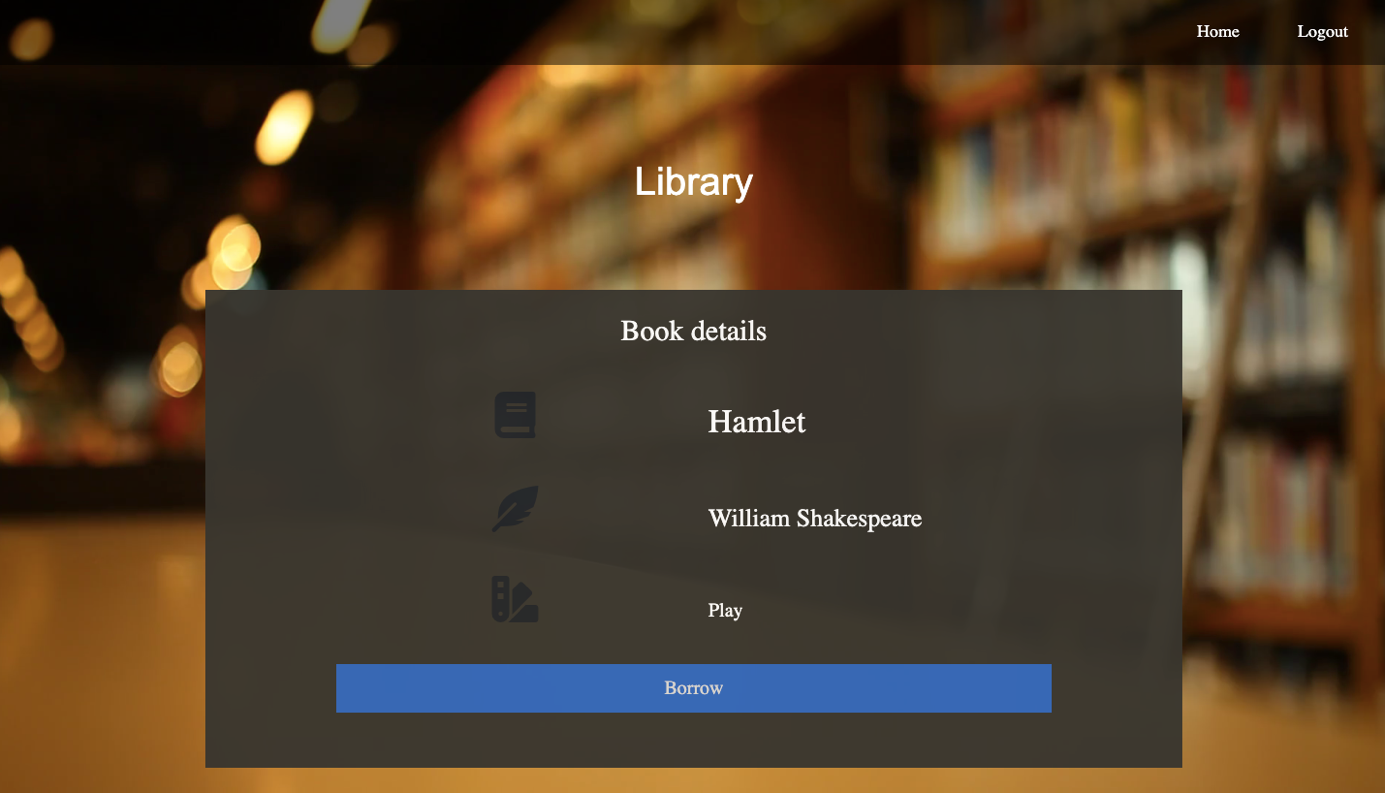 Home Logout
Library
Book details
Hamlet
William Shakespeare
Play
Borrow